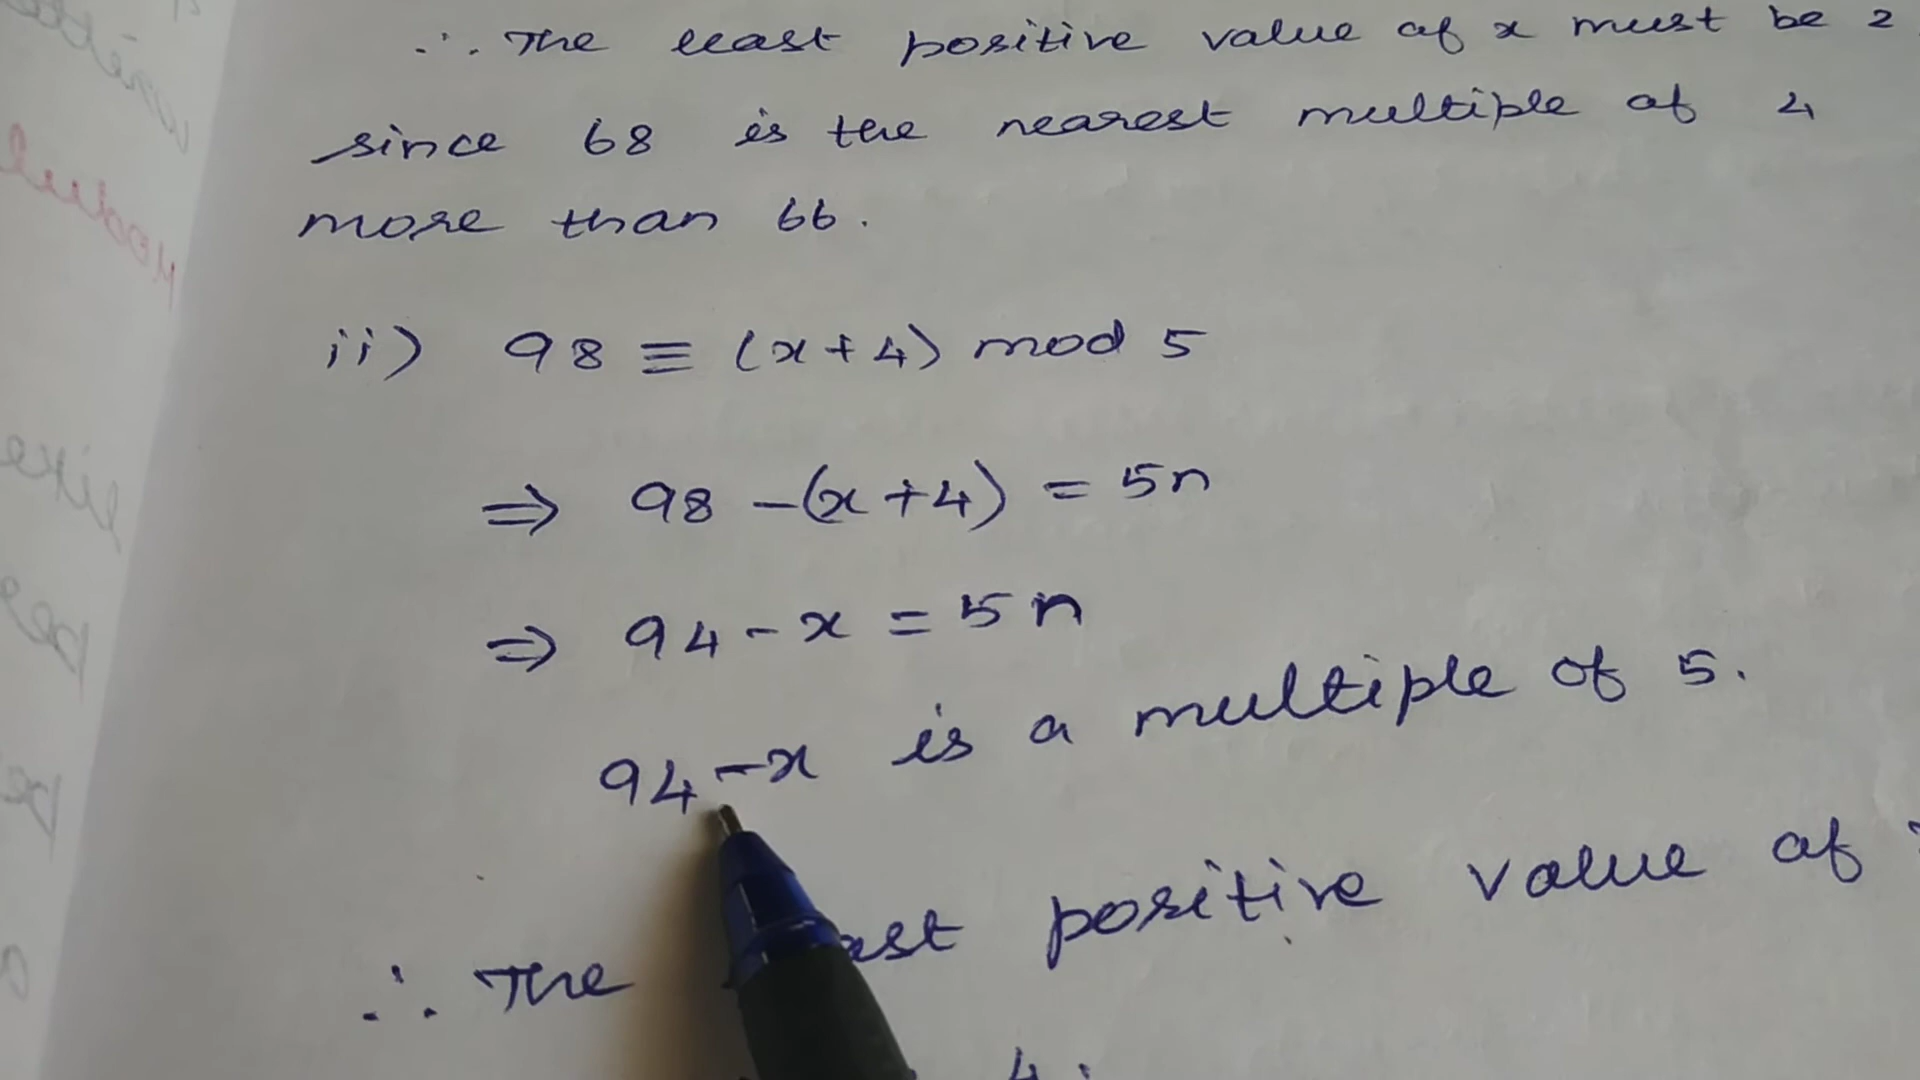 ∴ The least positive value of x must be 2
since 68 is the nearest multiple of 4
more than 66.
ii) 98 ≡ (x+4) mod 5
⇒ 98 -(x+4) = 5n
⇒ 94-x = 5n
94-x is a multiple of 5.
∴ The positive value of
4.